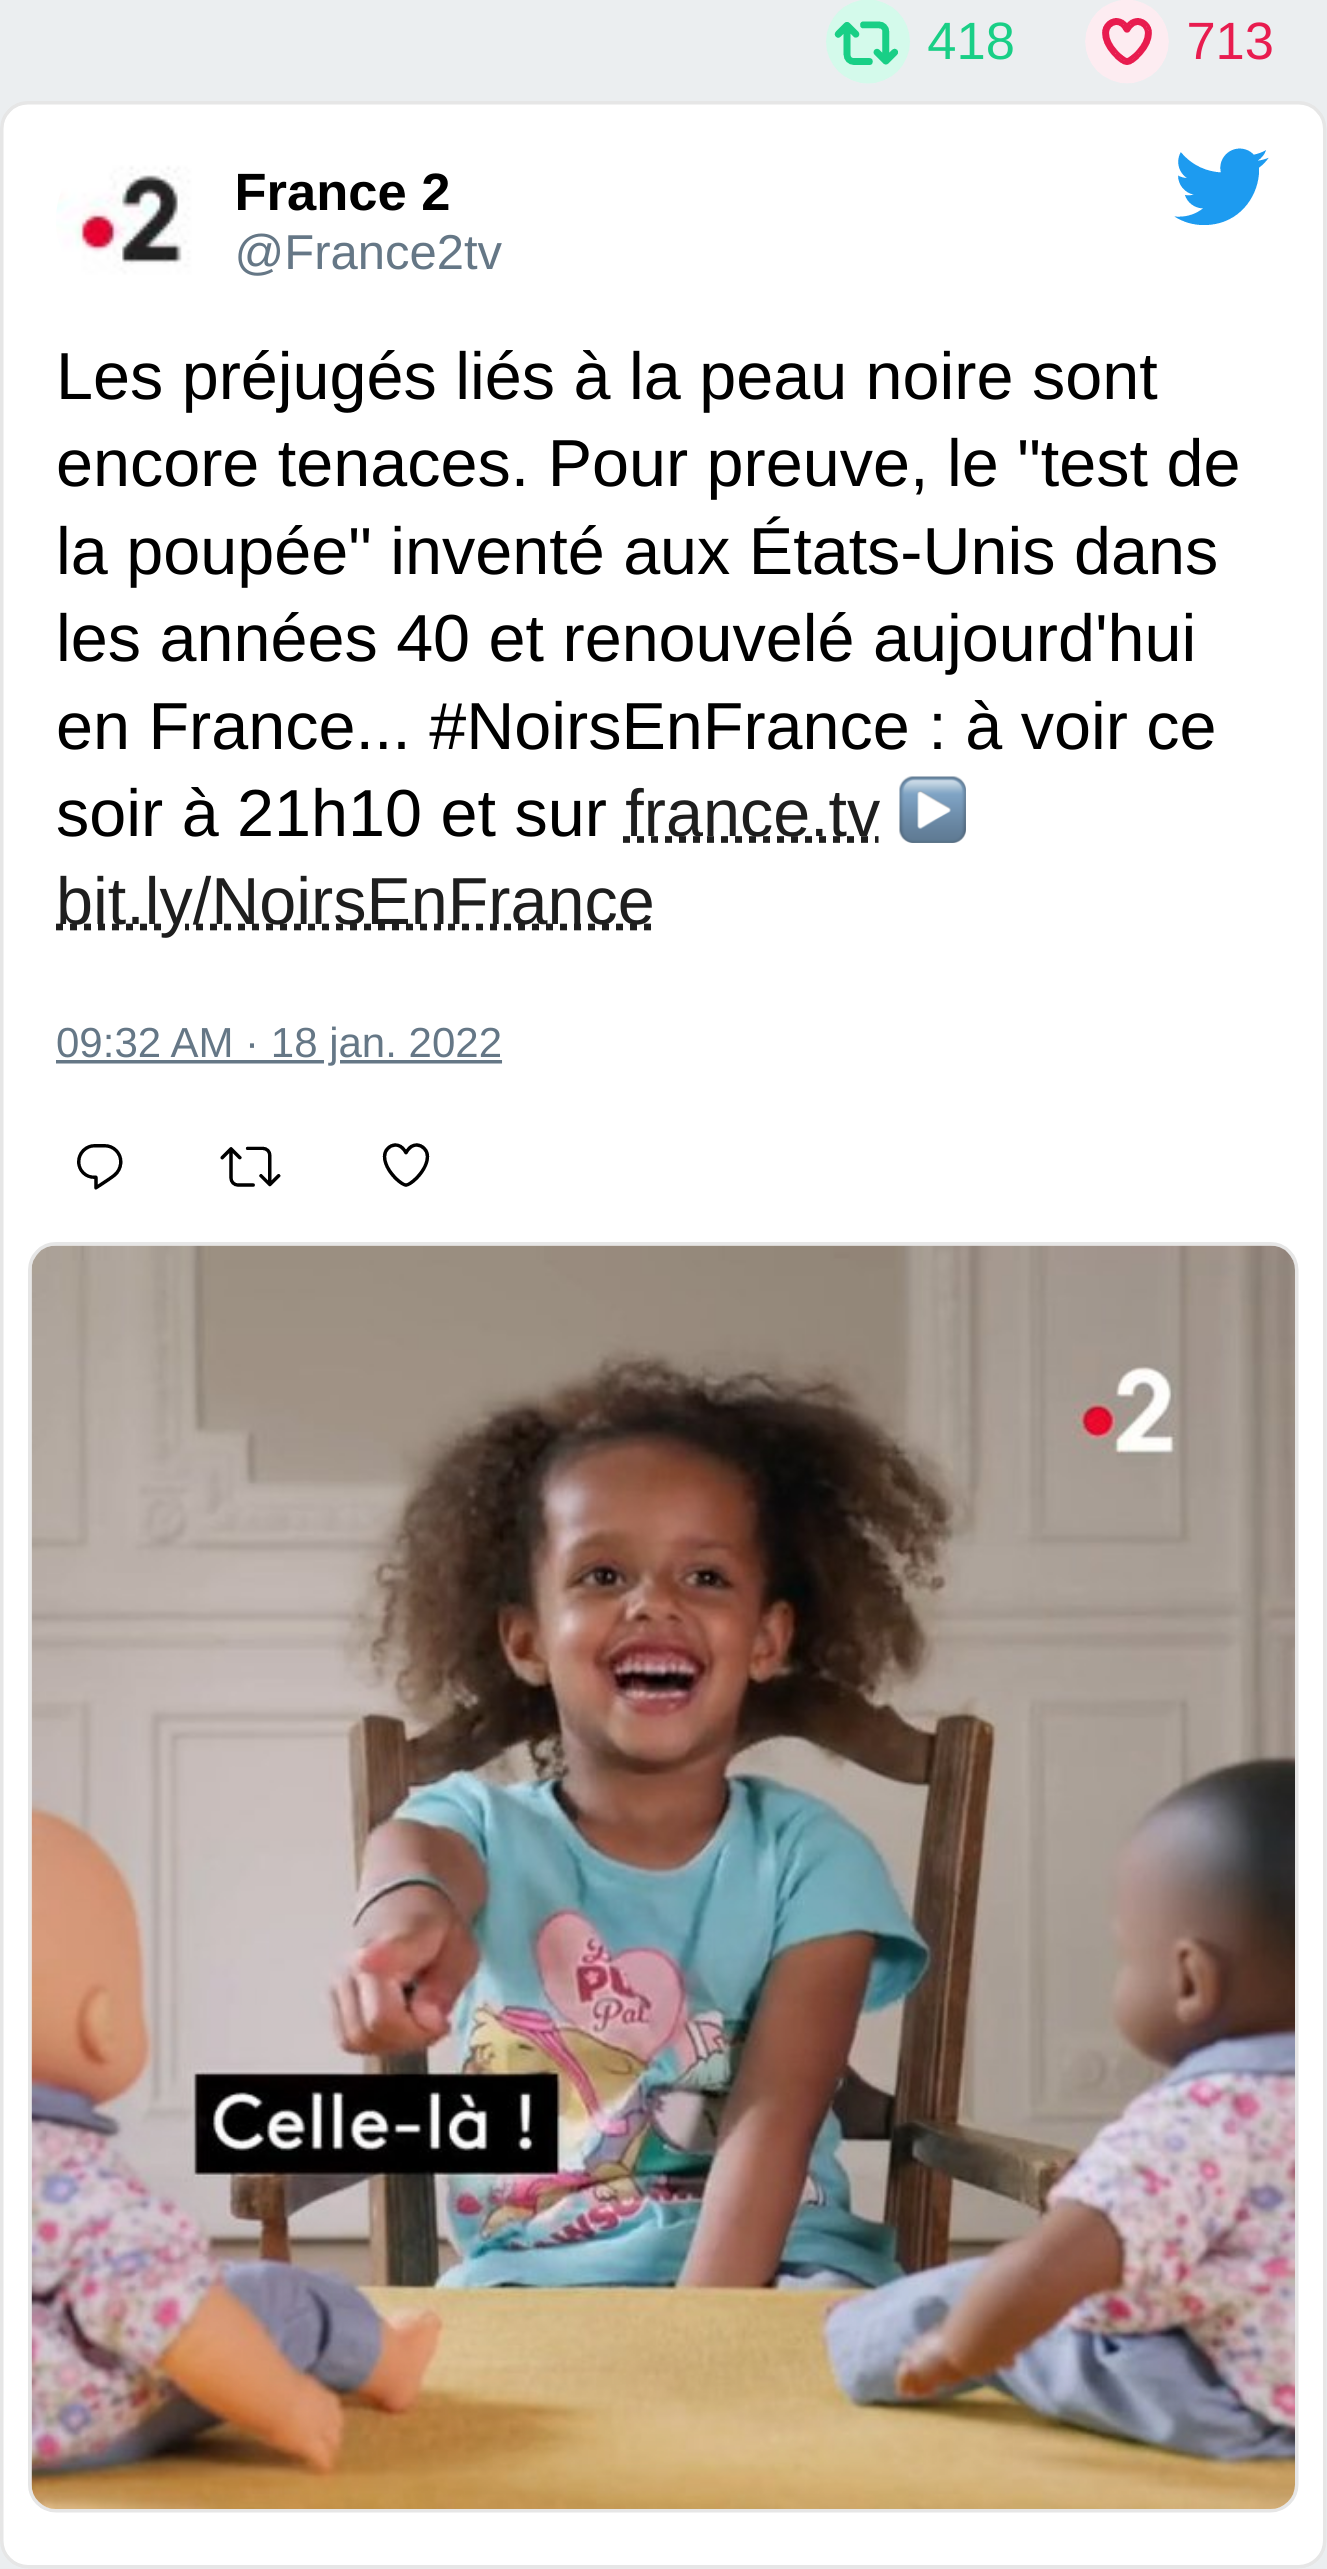 418 713
2
France 2
@France2tv
Les préjugés liés à la peau noire sont
encore tenaces. Pour preuve, le "test de
la poupée" inventé aux États-Unis dans
les années 40 et renouvelé aujourd'hui
en France... #NoirsEnFrance : à voir ce
soir à 21h10 et sur france.tv ▶️
bit.ly/NoirsEnFrance
09:32 AM · 18 jan. 2022
2
Celle-là !